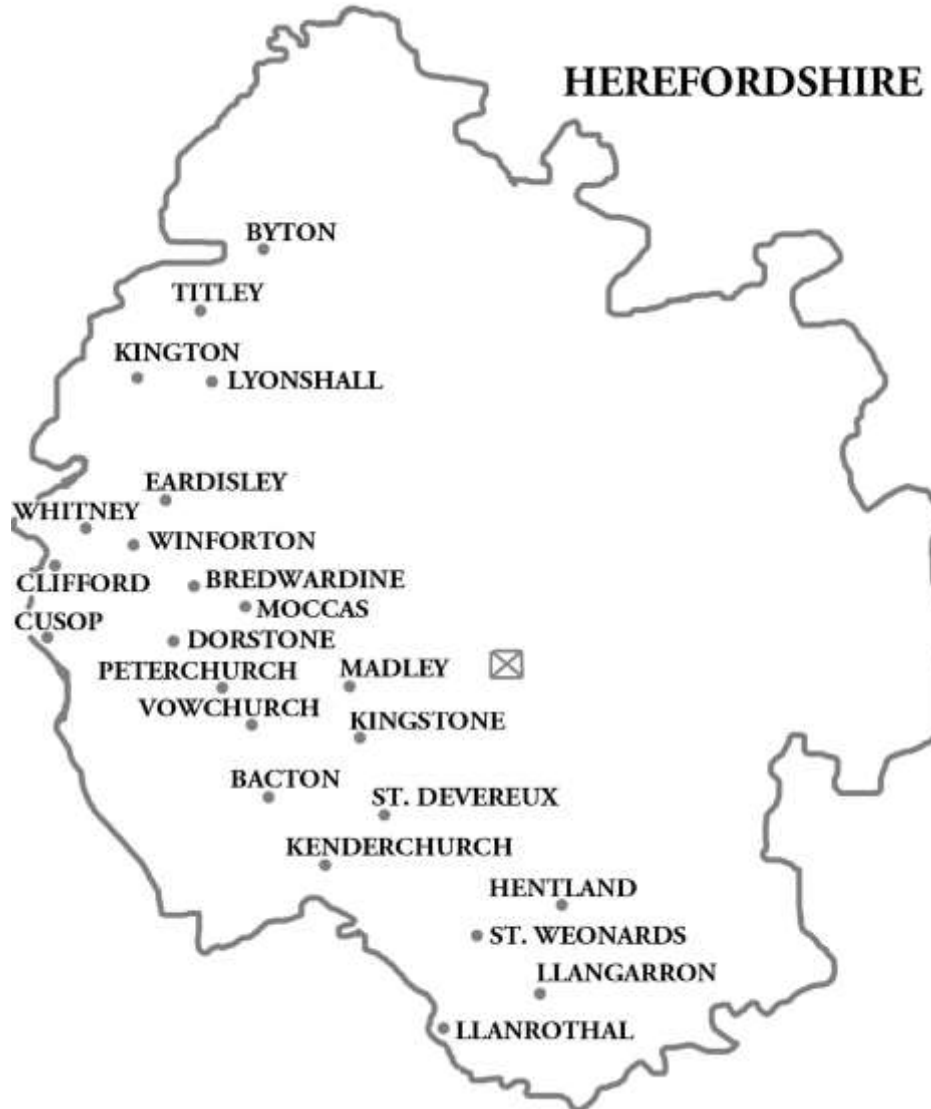 HEREFORDSHIRE
BYTON
TITLEY
KINGTON
LYONSHALL
EARDISLEY
WHITNEY
WINFORTON
CLIFFORD
BREDWARDINE
MOCCAS
CUSOP
DORSTONE
PETERCHURCH
MADLEY
VOWCHURCH
KINGSTONE
BACTON
ST. DEVEREUX
KENDERCHURCH
HENTLAND
ST. WEONARDS
LLANGARRON
LLANROTHAL